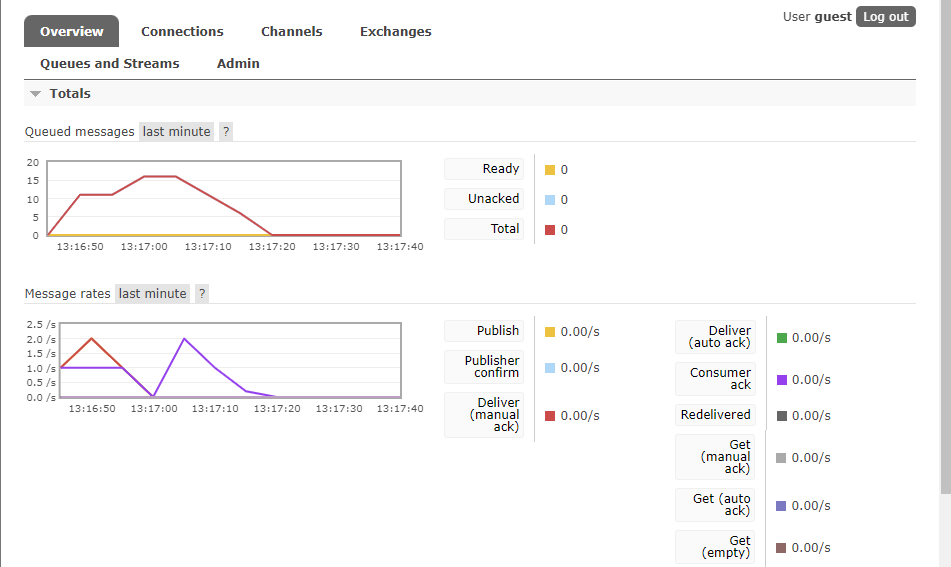 User guest Log out
Overview Connections Channels Exchanges
Queues and Streams Admin
Totals
Queued messages last minute ?
20
15
10
5
0
13:16:50 13:17:00 13:17:10 13:17:20 13:17:30 13:17:40
Ready 0
Unacked 0
Total 0
Message rates last minute ?
2.5 /s
2.0 /s
1.5 /s
1.0 /s
0.5 /s
0.0 /s
13:16:50 13:17:00 13:17:10 13:17:20 13:17:30 13:17:40
Publish 0.00/s
Publisher
confirm 0.00/s
Deliver
(manual
ack) 0.00/s
Deliver
(auto ack) 0.00/s
Consumer
ack 0.00/s
Redelivered 0.00/s
Get
(manual
ack) 0.00/s
Get (auto
ack) 0.00/s
Get
(empty) 0.00/s